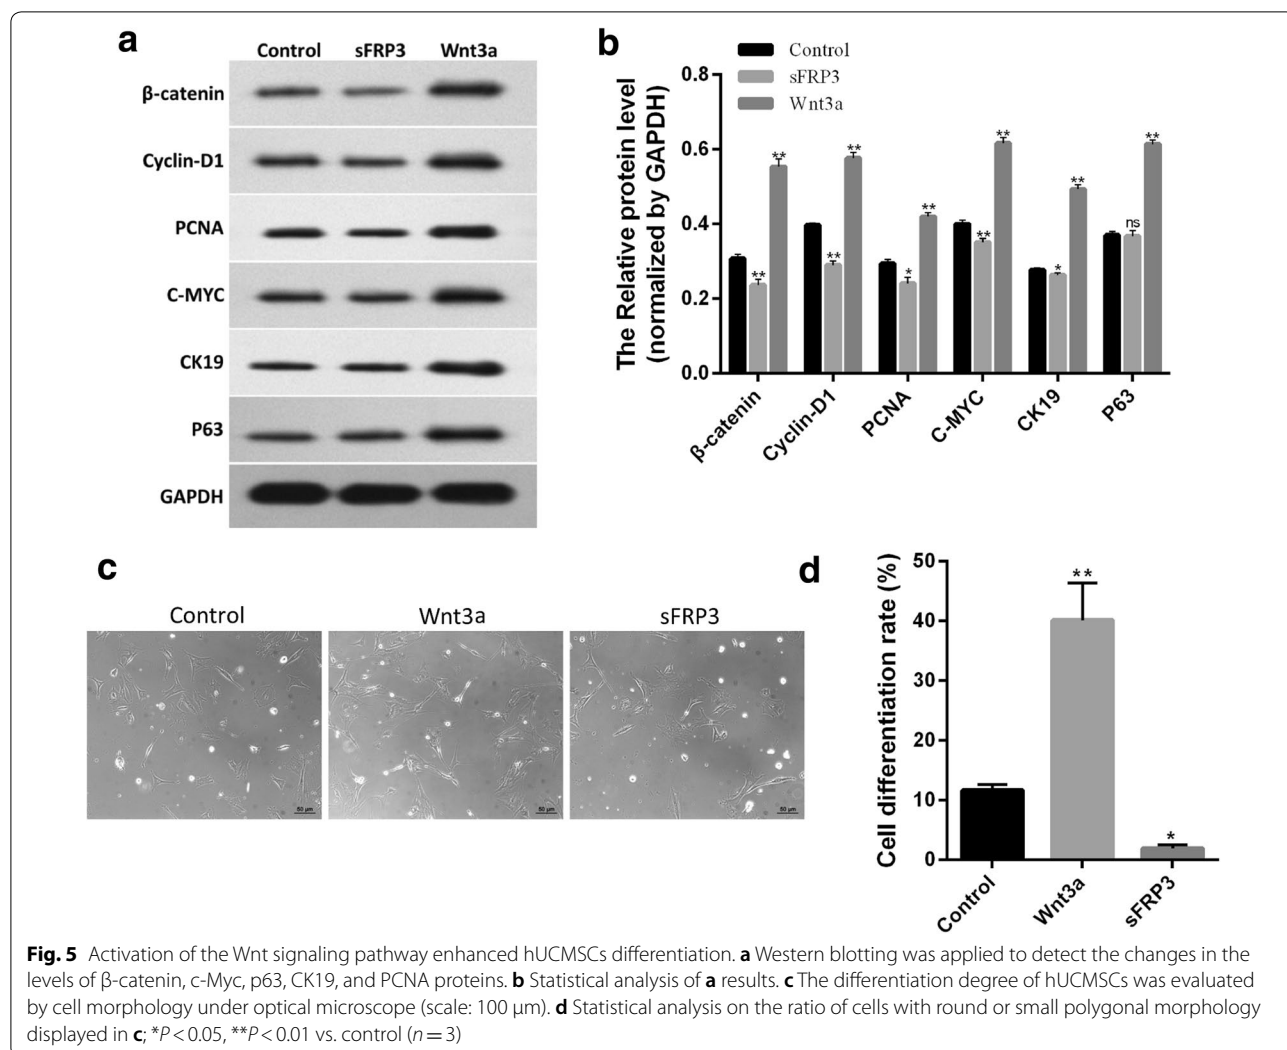 a
Control sFRP3 Wnt3a
β-catenin
Cyclin-D1
PCNA
C-MYC
CK19
P63
GAPDH
b
Control
sFRP3
Wnt3a
The Relative protein level
(normalized by GAPDH)
0.8
0.6
0.4
0.2
0.0
** **
** **
* **
** **
* **
ns **
β-catenin
Cyclin-D1
PCNA
C-MYC
CK19
P63
c
Control Wnt3a sFRP3
50 µm 50 µm 50 µm
d
Cell differentiation rate (%)
50
40
30
20
10
0
**
*
Control
Wnt3a
sFRP3
Fig. 5 Activation of the Wnt signaling pathway enhanced hUCMSCs differentiation. a Western blotting was applied to detect the changes in the
levels of β-catenin, c-Myc, p63, CK19, and PCNA proteins. b Statistical analysis of a results. c The differentiation degree of hUCMSCs was evaluated
by cell morphology under optical microscope (scale: 100 µm). d Statistical analysis on the ratio of cells with round or small polygonal morphology
displayed in c; *P < 0.05, **P < 0.01 vs. control (n = 3)